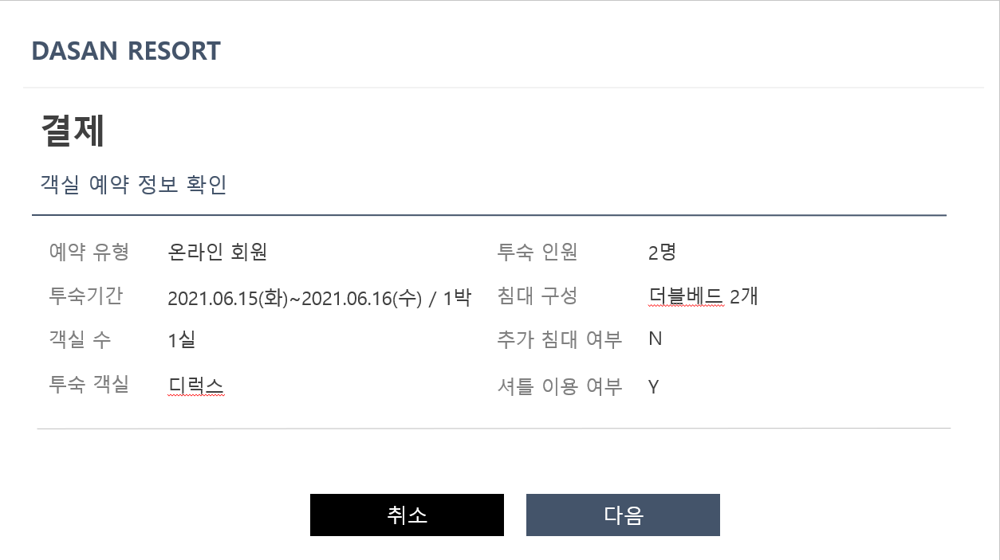 DASAN RESORT
결제
객실 예약 정보 확인
예약 유형 온라인 회원 투숙 인원 2명
투숙기간 2021.06.15(화)~2021.06.16(수) / 1박 침대 구성 더블베드 2개
객실 수 1실 추가 침대 여부 N
투숙 객실 디럭스 셔틀 이용 여부 Y
취소 다음